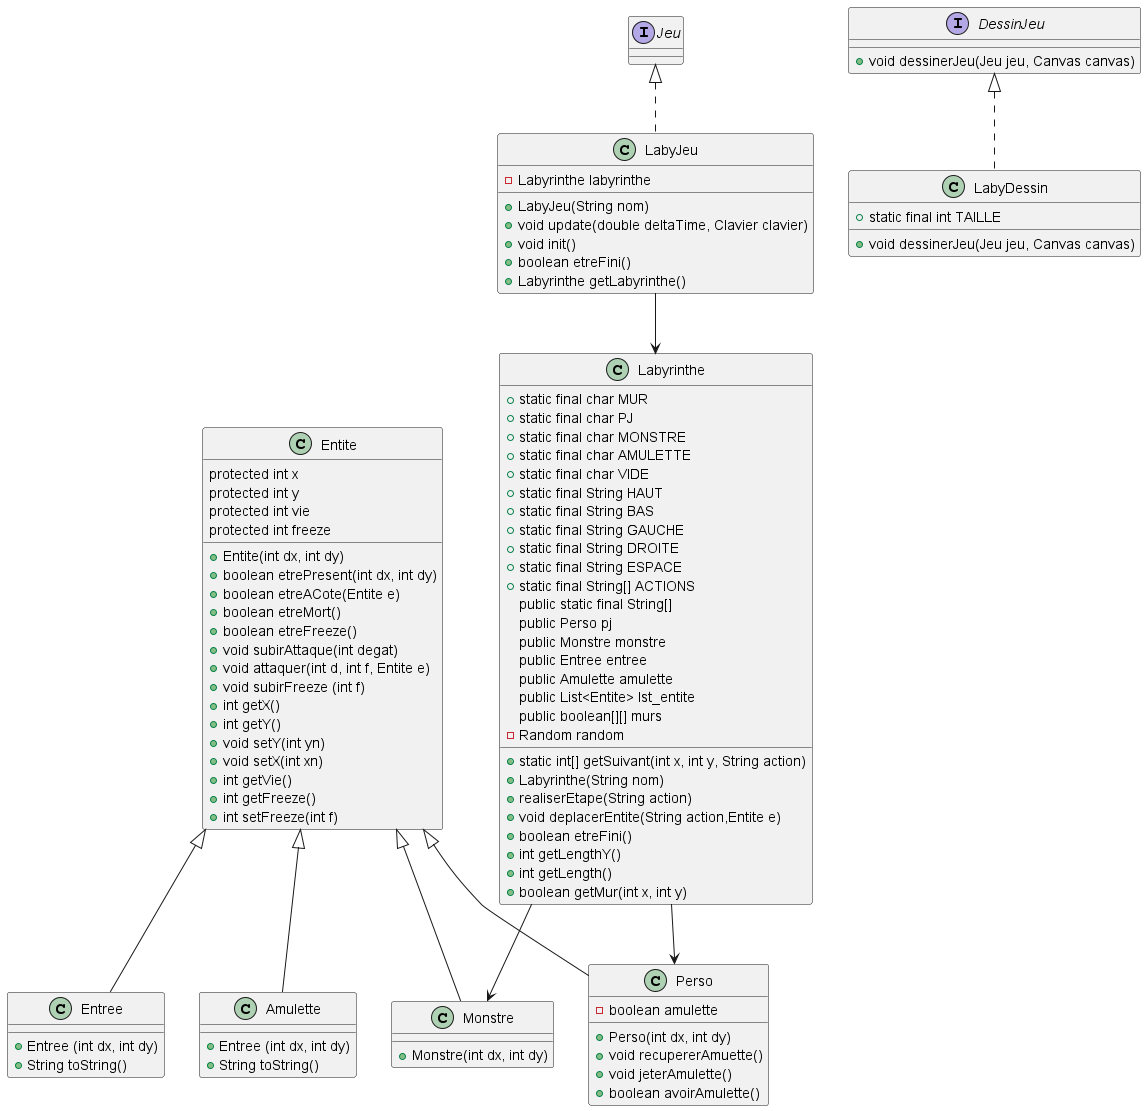 I Jeu
I DessinJeu
void dessinerJeu(Jeu jeu, Canvas canvas)
C LabyJeu
Labyrinthe labyrinthe
LabyJeu(String nom)
void update(double deltaTime, Clavier clavier)
void init()
boolean etreFini()
Labyrinthe getLabyrinthe()
C LabyDessin
static final int TAILLE
void dessinerJeu(Jeu jeu, Canvas canvas)
C Labyrinthe
static final char MUR
static final char PJ
static final char MONSTRE
static final char AMULETTE
static final char VIDE
static final String HAUT
static final String BAS
static final String GAUCHE
static final String DROITE
static final String ESPACE
static final String[] ACTIONS
public static final String[]
public Perso pj
public Monstre monstre
public Entree entree
public Amulette amulette
public List<Entite> lst_entite
public boolean[][] murs
Random random
static int[] getSuivant(int x, int y, String action)
Labyrinthe(String nom)
realiserEtape(String action)
void deplacerEntite(String action,Entite e)
boolean etreFini()
int getLengthY()
int getLength()
boolean getMur(int x, int y)
C Entite
protected int x
protected int y
protected int vie
protected int freeze
Entite(int dx, int dy)
boolean etrePresent(int dx, int dy)
boolean etreACote(Entite e)
boolean etreMort()
boolean etreFreeze()
void subirAttaque(int degat)
void attaquer(int d, int f, Entite e)
void subirFreeze (int f)
int getX()
int getY()
void setY(int yn)
void setX(int xn)
int getVie()
int getFreeze()
int setFreeze(int f)
C Entree
Entree (int dx, int dy)
String toString()
C Amulette
Entree (int dx, int dy)
String toString()
C Monstre
Monstre(int dx, int dy)
C Perso
boolean amulette
Perso(int dx, int dy)
void recupererAmuette()
void jeterAmulette()
boolean avoirAmulette()